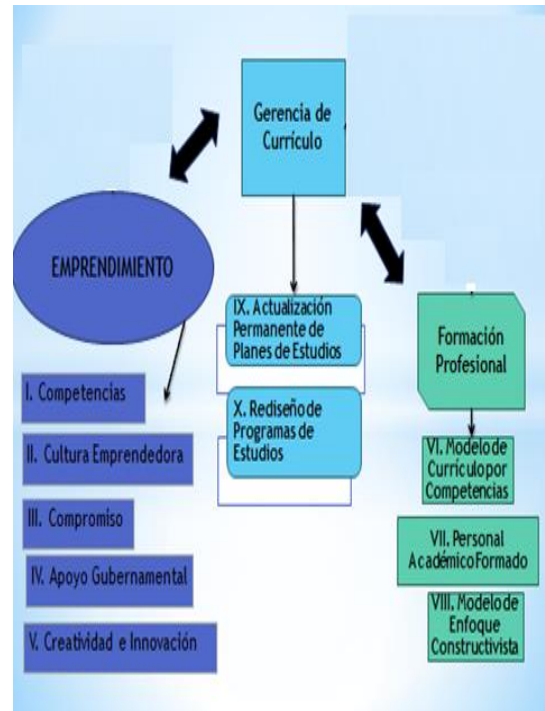 Gerencia de
Currículo
EMPRENDIMIENTO
I. Competencias
II. Cultura Emprendedora
III. Compromiso
IV. Apoyo Gubernamental
V. Creatividad e Innovación
IX. Actualización
Permanente de
Planes de Estudios
X. Rediseño de
Programas de
Estudios
Formación
Profesional
VI. Modelo de
Currículo por
Competencias
VII. Personal
Académico Formado
VIII. Modelo de
Enfoque
Constructivista